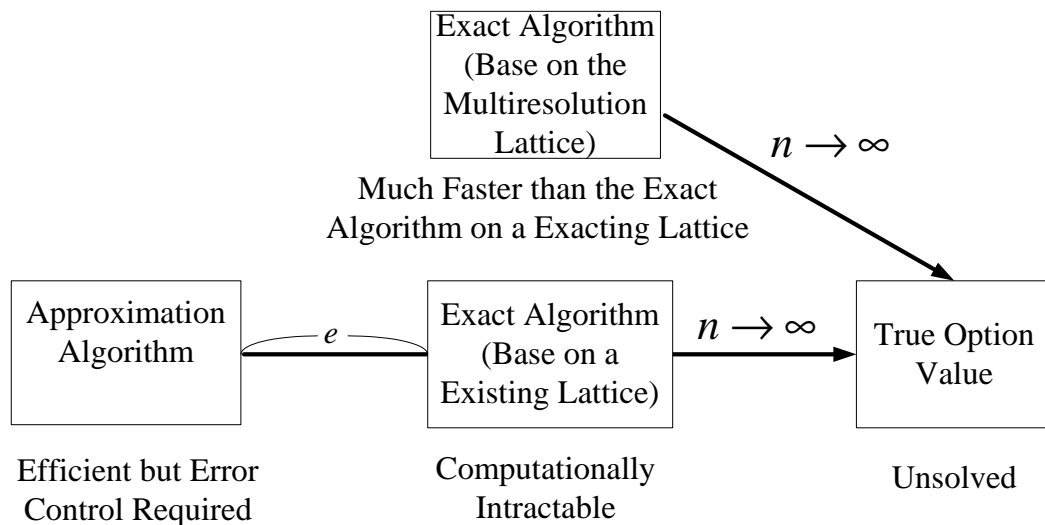 Exact Algorithm
(Base on the
Multiresolution
Lattice)
n → ∞
Much Faster than the Exact
Algorithm on a Exacting Lattice
Approximation
Algorithm
e
Exact Algorithm
(Base on a
Existing Lattice)
n → ∞
True Option
Value
Efficient but Error
Control Required
Computationally
Intractable
Unsolved